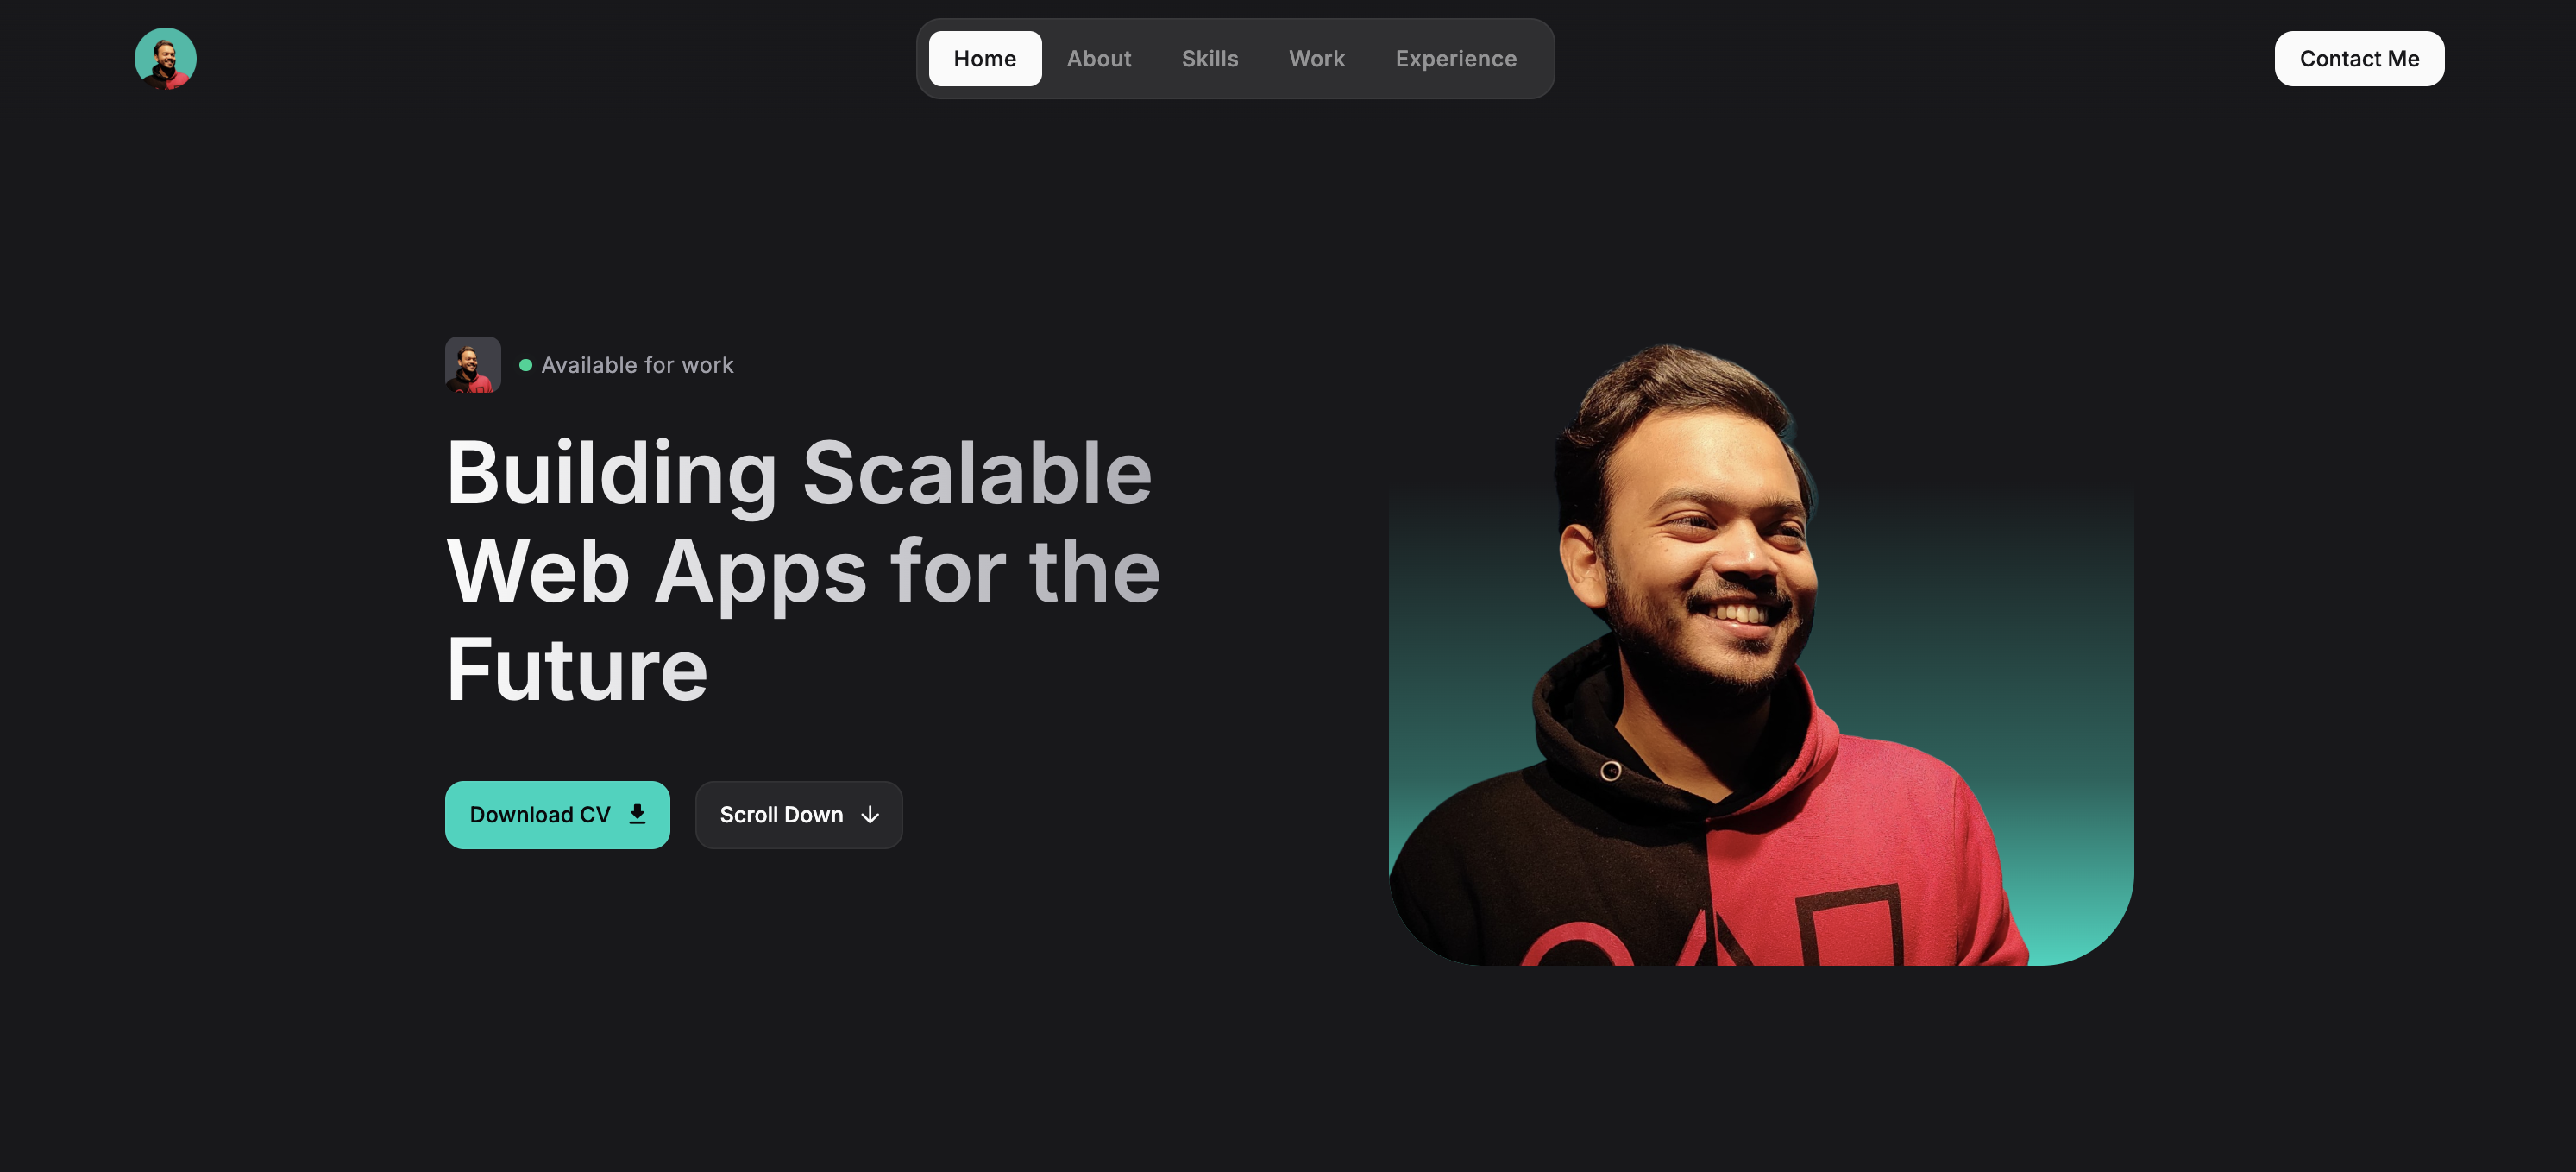 Home About Skills Work Experience
Contact Me
Available for work
Building Scalable
Web Apps for the
Future
Download CV
Scroll Down